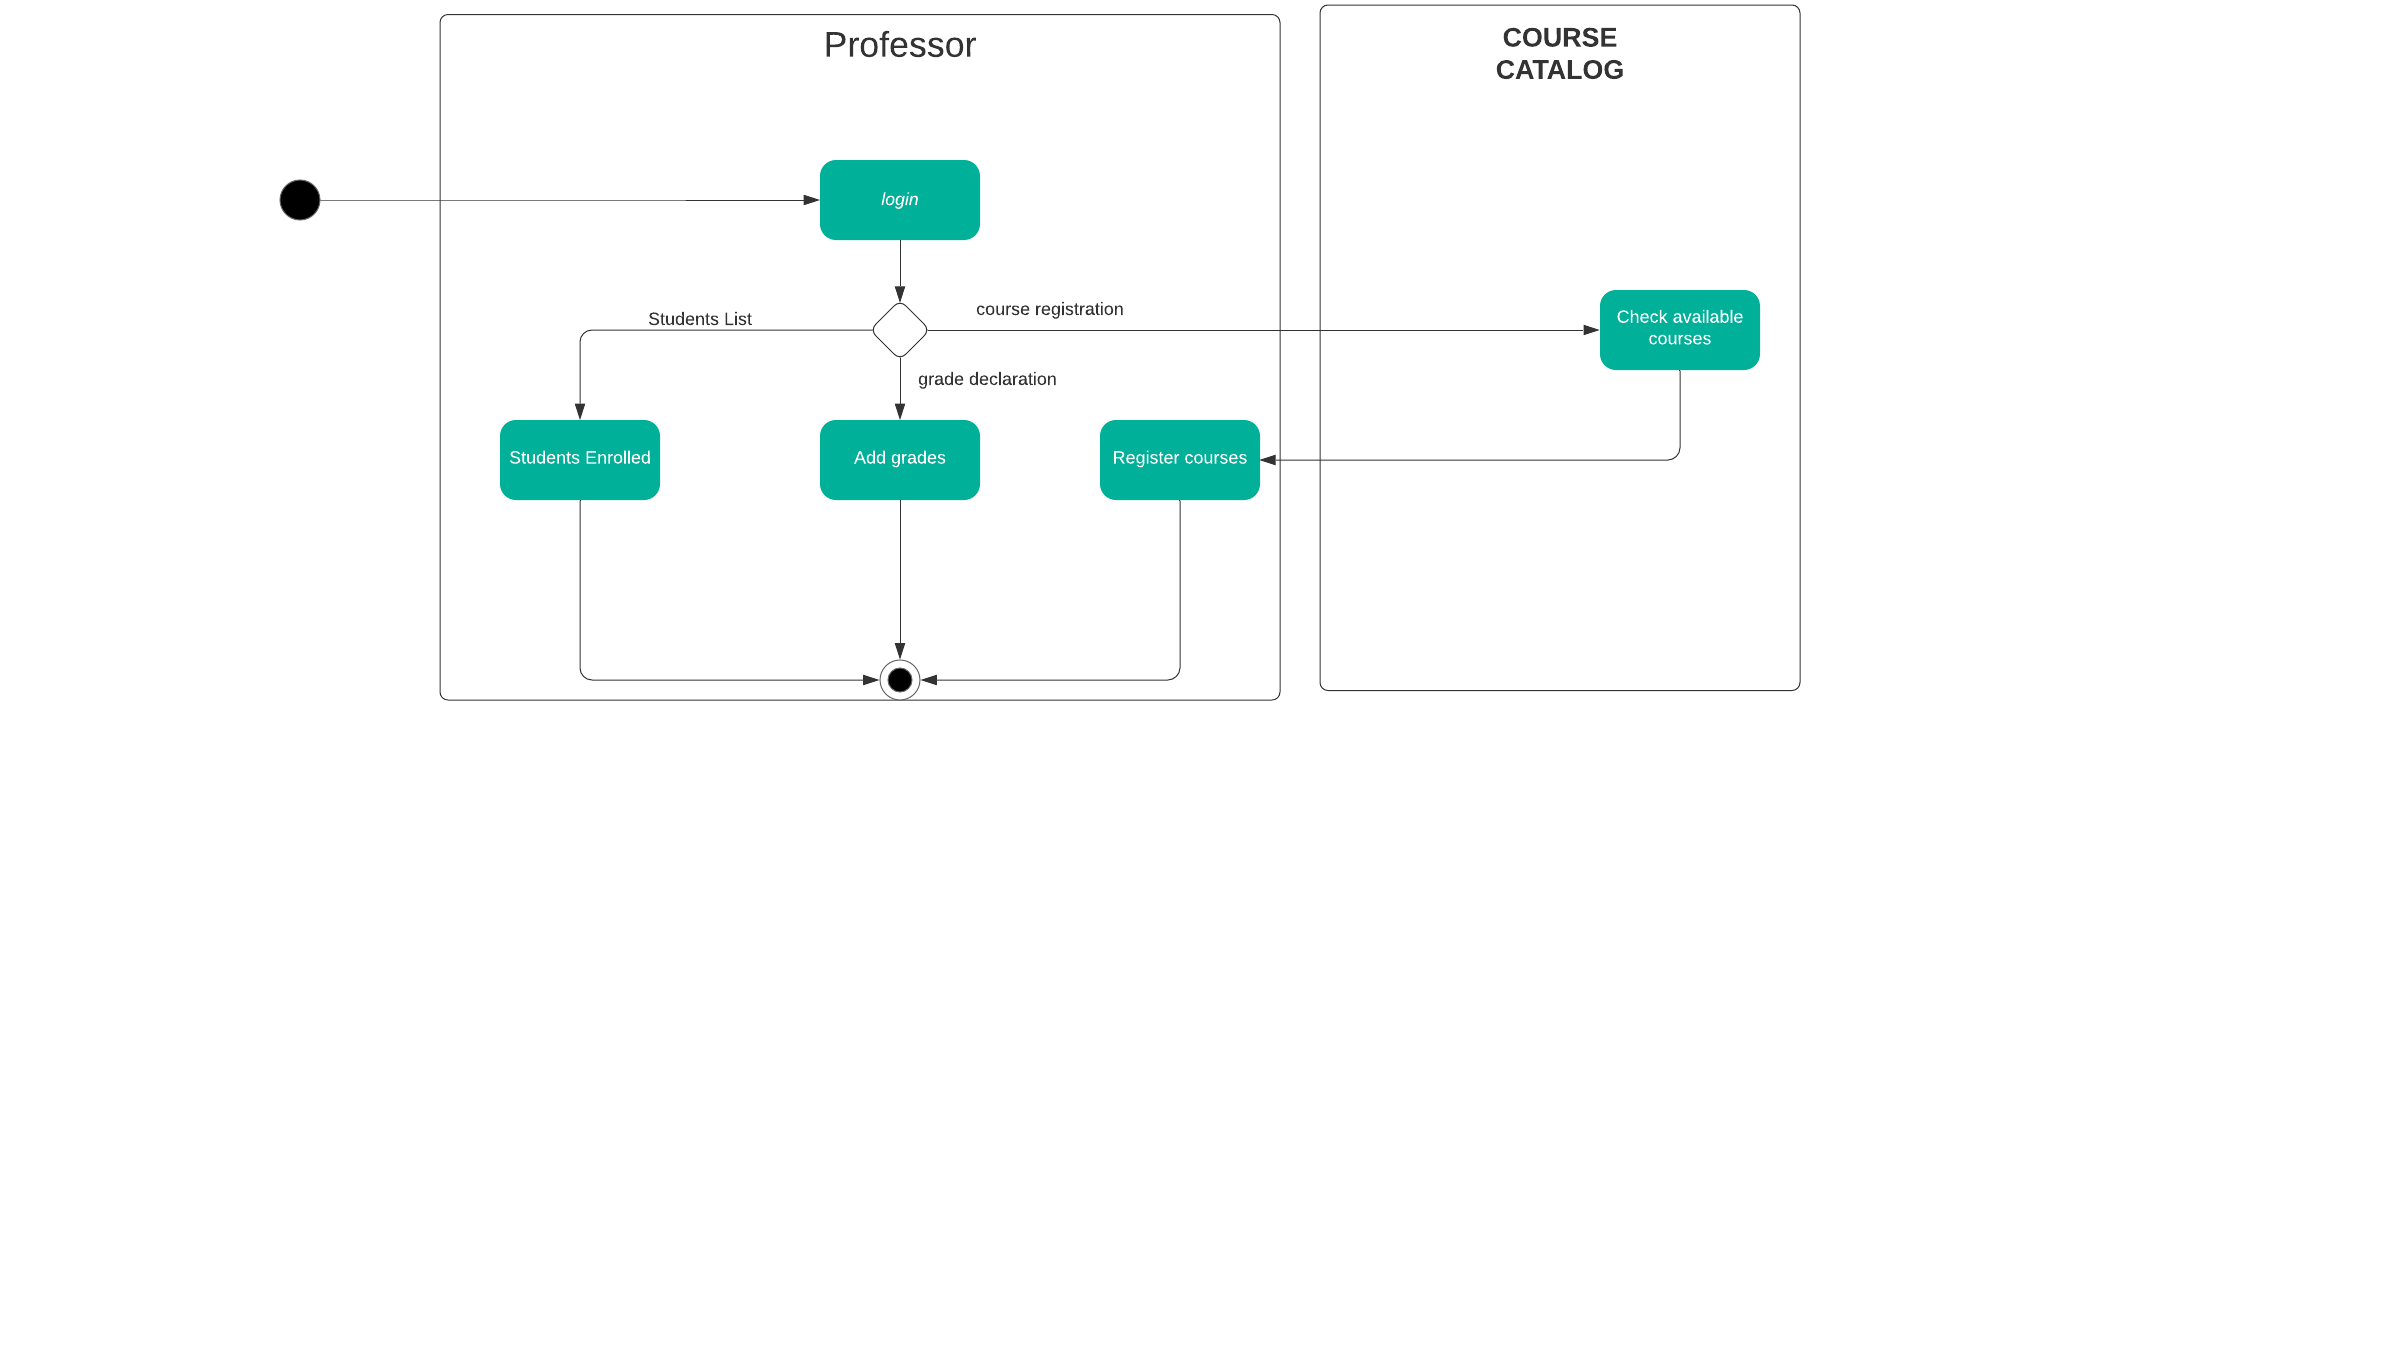 Professor
COURSE
CATALOG
login
Students List
course registration
Check available
courses
grade declaration
Students Enrolled
Add grades
Register courses